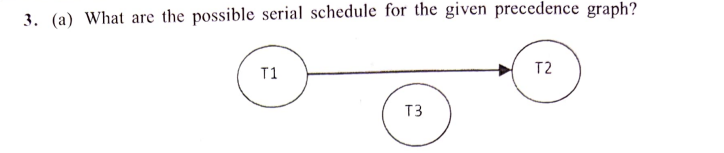 3. (a) What are the possible serial schedule for the given precedence graph?
T1
T2
T3